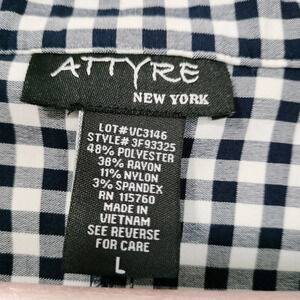 ATTYRE
NEW YORK
LOT#VC3146
STYLE#3F93325
48% POLYESTER
38% RAYON
11% NYLON
3% SPANDEX
RN 115760
MADE IN
VIETNAM
SEE REVERSE
FOR CARE
L